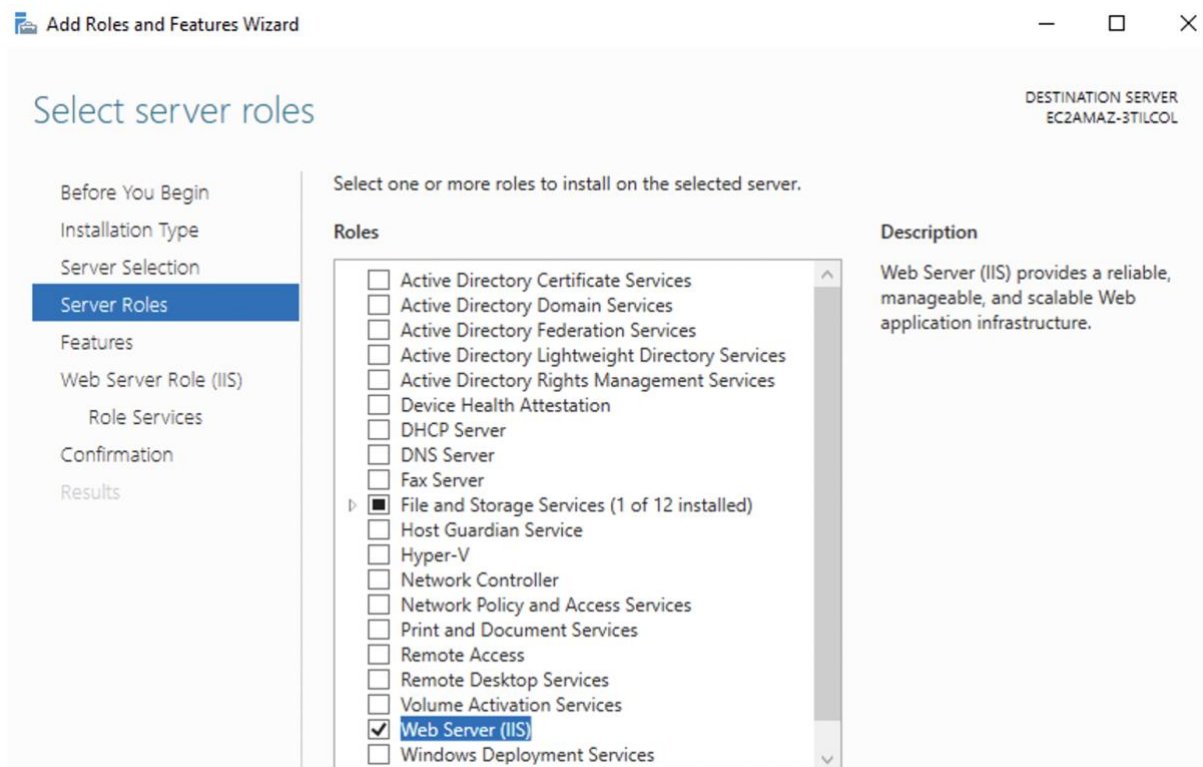 Add Roles and Features Wizard
Select server roles
DESTINATION SERVER
EC2AMAZ-3TILCOL
Before You Begin
Installation Type
Server Selection
Server Roles
Features
Web Server Role (IIS)
Role Services
Confirmation
Results
Select one or more roles to install on the selected server.
Roles
Active Directory Certificate Services
Active Directory Domain Services
Active Directory Federation Services
Active Directory Lightweight Directory Services
Active Directory Rights Management Services
Device Health Attestation
DHCP Server
DNS Server
Fax Server
File and Storage Services (1 of 12 installed)
Host Guardian Service
Hyper-V
Network Controller
Network Policy and Access Services
Print and Document Services
Remote Access
Remote Desktop Services
Volume Activation Services
Web Server (IIS)
Windows Deployment Services
Description
Web Server (IIS) provides a reliable,
manageable, and scalable Web
application infrastructure.